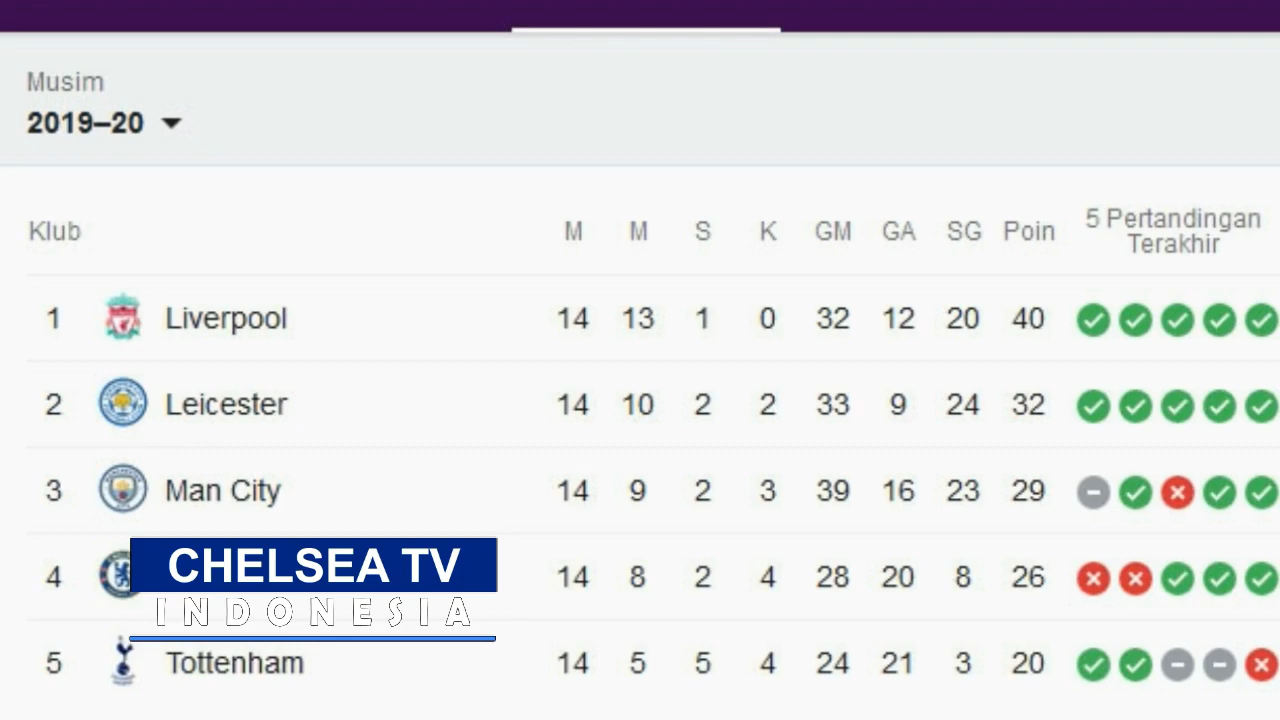 Musim
2019–20
Klub M M S K GM GA SG Poin 5 Pertandingan Terakhir
1 Liverpool 14 13 1 0 32 12 20 40
2 Leicester 14 10 2 2 33 9 24 32
3 Man City 14 9 2 3 39 16 23 29
4 14 8 2 4 28 20 8 26
CHELSEA TV
INDONESIA
5 Tottenham 14 5 5 4 24 21 3 20